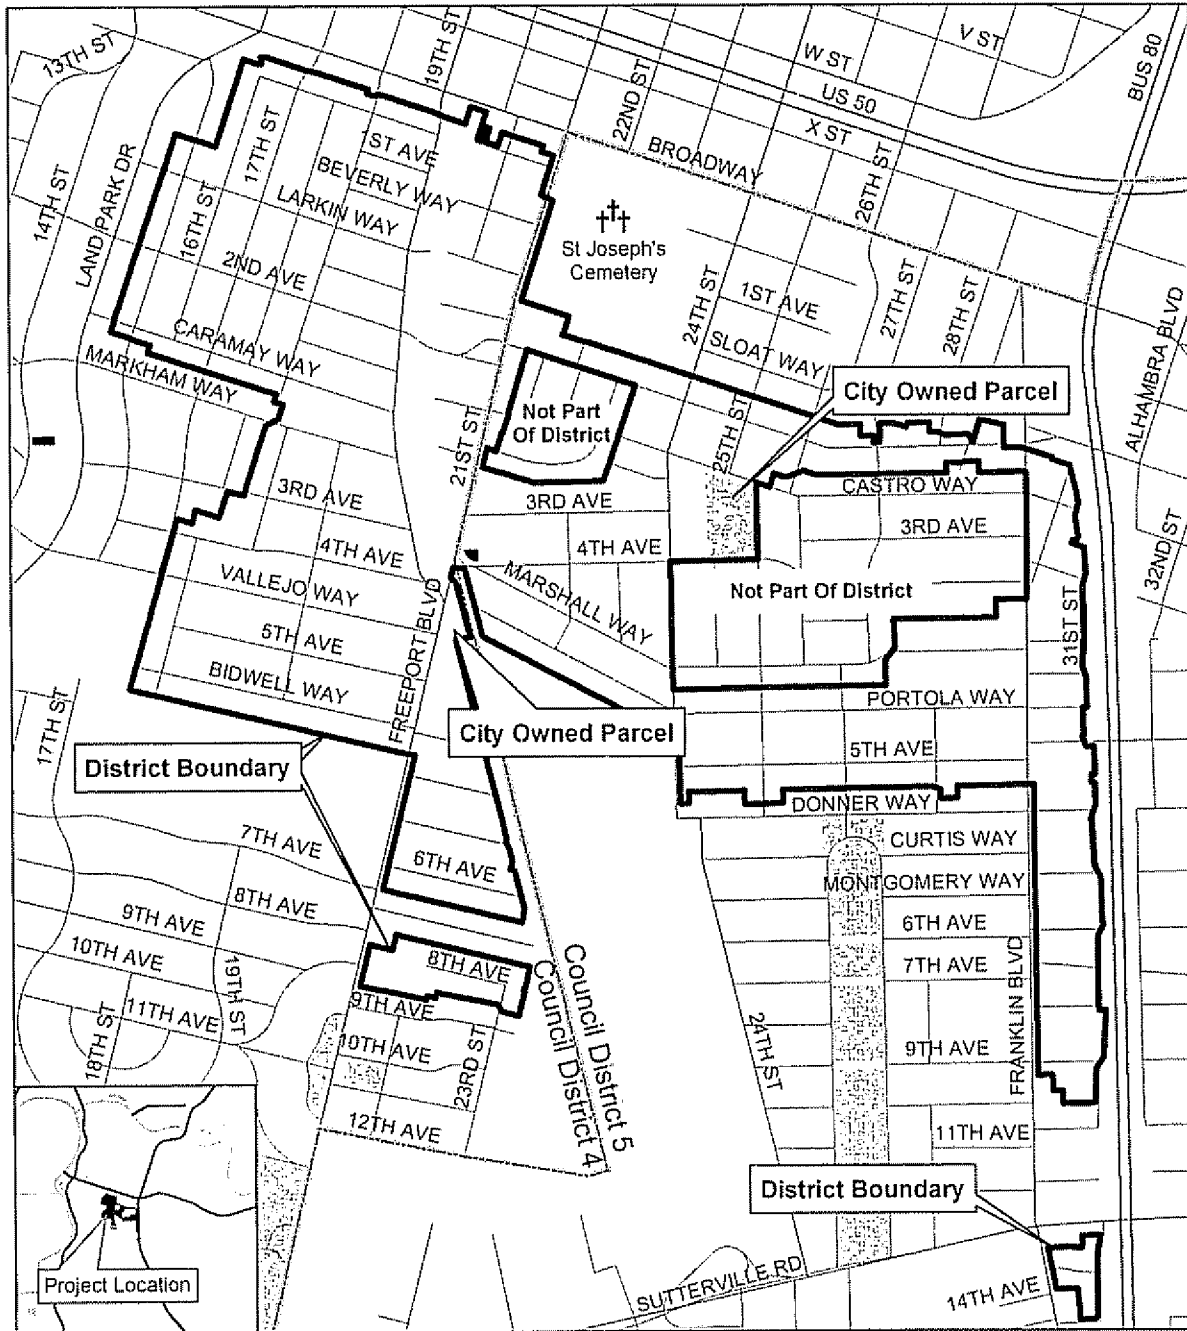 13TH ST
19TH ST
W ST
V ST
BUS 80
US 50
X ST
22ND ST
BROADWAY
26TH ST
14TH ST
LAND PARK DR
17TH ST
1ST AVE
BEVERLY WAY
LARKIN WAY
16TH ST
2ND AVE
St Joseph's
Cemetery
24TH ST
1ST AVE
27TH ST
28TH ST
ALHAMBRA BLVD
SLOAT WAY
CARAMAY WAY
MARKHAM WAY
City Owned Parcel
Not Part
Of District
21ST ST
25TH ST
CASTRO WAY
3RD AVE
3RD AVE
3RD AVE
4TH AVE
4TH AVE
MARSHALL WAY
32ND ST
VALLEJO WAY
Not Part Of District
31ST ST
5TH AVE
BIDWELL WAY
FREEPORT BLVD
PORTOLA WAY
17TH ST
City Owned Parcel
5TH AVE
District Boundary
DONNER WAY
7TH AVE
CURTIS WAY
6TH AVE
MONTGOMERY WAY
8TH AVE
6TH AVE
9TH AVE
10TH AVE
8TH AVE
7TH AVE
19TH ST
11TH AVE
9TH AVE
Council District 5
Council District 4
FRANKLIN BLVD
18TH ST
10TH AVE
23RD ST
24TH ST
9TH AVE
12TH AVE
11TH AVE
District Boundary
Project Location
SUTTERVILLE RD
14TH AVE